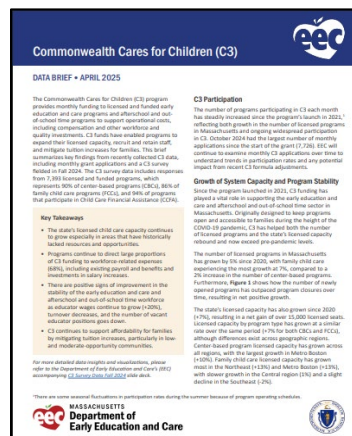 Commonwealth Cares for Children (C3)
eec
DATA BRIEF • APRIL 2025
The Commonwealth Cares for Children (C3) program
provides monthly funding to licensed and funded early
education and care programs and afterschool and out-
of-school time programs to support operational costs,
including compensation and other workforce and
quality investments. C3 funds have enabled programs to
expand their licensed capacity, recruit and retain staff,
and mitigate tuition increases for families. This brief
summarizes key findings from recently collected C3 data,
including monthly grant applications and a C3 survey
fielded in Fall 2024. The C3 survey data includes responses
from 7,393 licensed and funded programs, which
represents 90% of center-based programs (CBCs), 86% of
family child care programs (FCCs), and 94% of programs
that participate in Child Care Financial Assistance (CCFA).
Key Takeaways
• The state's licensed child care capacity continues
to grow especially in areas that have historically
lacked resources and opportunities.
• Programs continue to direct large proportions
of C3 funding to workforce-related expenses
(68%), including existing payroll and benefits and
investments in salary increases.
• There are positive signs of improvement in the
stability of the early education and care and
afterschool and out-of-school time workforce
as educator wages continue to grow (+20%),
turnover decreases, and the number of vacant
educator positions goes down.
• C3 continues to support affordability for families
by mitigating tuition increases, particularly in low-
and moderate opportunity communities.
For more detailed data insights and visualizations, please
refer to the Department of Early Education and Care's (EEC)
accompanying C3 Survey Data Fall 2024 slide deck.
C3 Participation
The number of programs participating in C3 each month
has steadily increased since the program's launch in 2021,¹
reflecting both growth in the number of licensed programs
in Massachusetts and ongoing widespread participation
in C3. October 2024 had the largest number of monthly
applications since the start of the grant (7,726). EEC will
continue to examine monthly C3 applications over time to
understand trends in participation rates and any potential
impact from recent C3 formula adjustments.
Growth of System Capacity and Program Stability
Since the program launched in 2021, C3 funding has
played a vital role in supporting the early education and
care and afterschool and out-of-school time sector in
Massachusetts. Originally designed to keep programs
open and accessible to families during the height of the
COVID-19 pandemic, C3 has helped both the number
of licensed programs and the state's licensed capacity
rebound and now exceed pre-pandemic levels.
The number of licensed programs in Massachusetts
has grown by 5% since 2020, with family child care
experiencing the most growth at 7%, compared to a
2% increase in the number of center-based programs.
Furthermore, Figure 1 shows how the number of newly
opened programs has outpaced program closures over
time, resulting in net positive growth.
The state's licensed capacity has also grown since 2020
(+7%), resulting in a net gain of over 15,000 licensed seats.
Licensed capacity by program type has grown at a similar
rate over the same period (+7% for both CBCs and FCCs),
although differences exist across geographic regions.
Center-based program licensed capacity has grown across
all regions, with the largest growth in Metro Boston
(+10%). Family child care licensed capacity has grown
most in the Northeast (+13%) and Metro Boston (+13%),
with slower growth in the Central region (1%) and a slight
decline in the Southeast (-2%).
¹There are some seasonal fluctuations in participation rates during the summer because of program operating schedules.
eec
MASSACHUSETTS
Department of
Early Education and Care